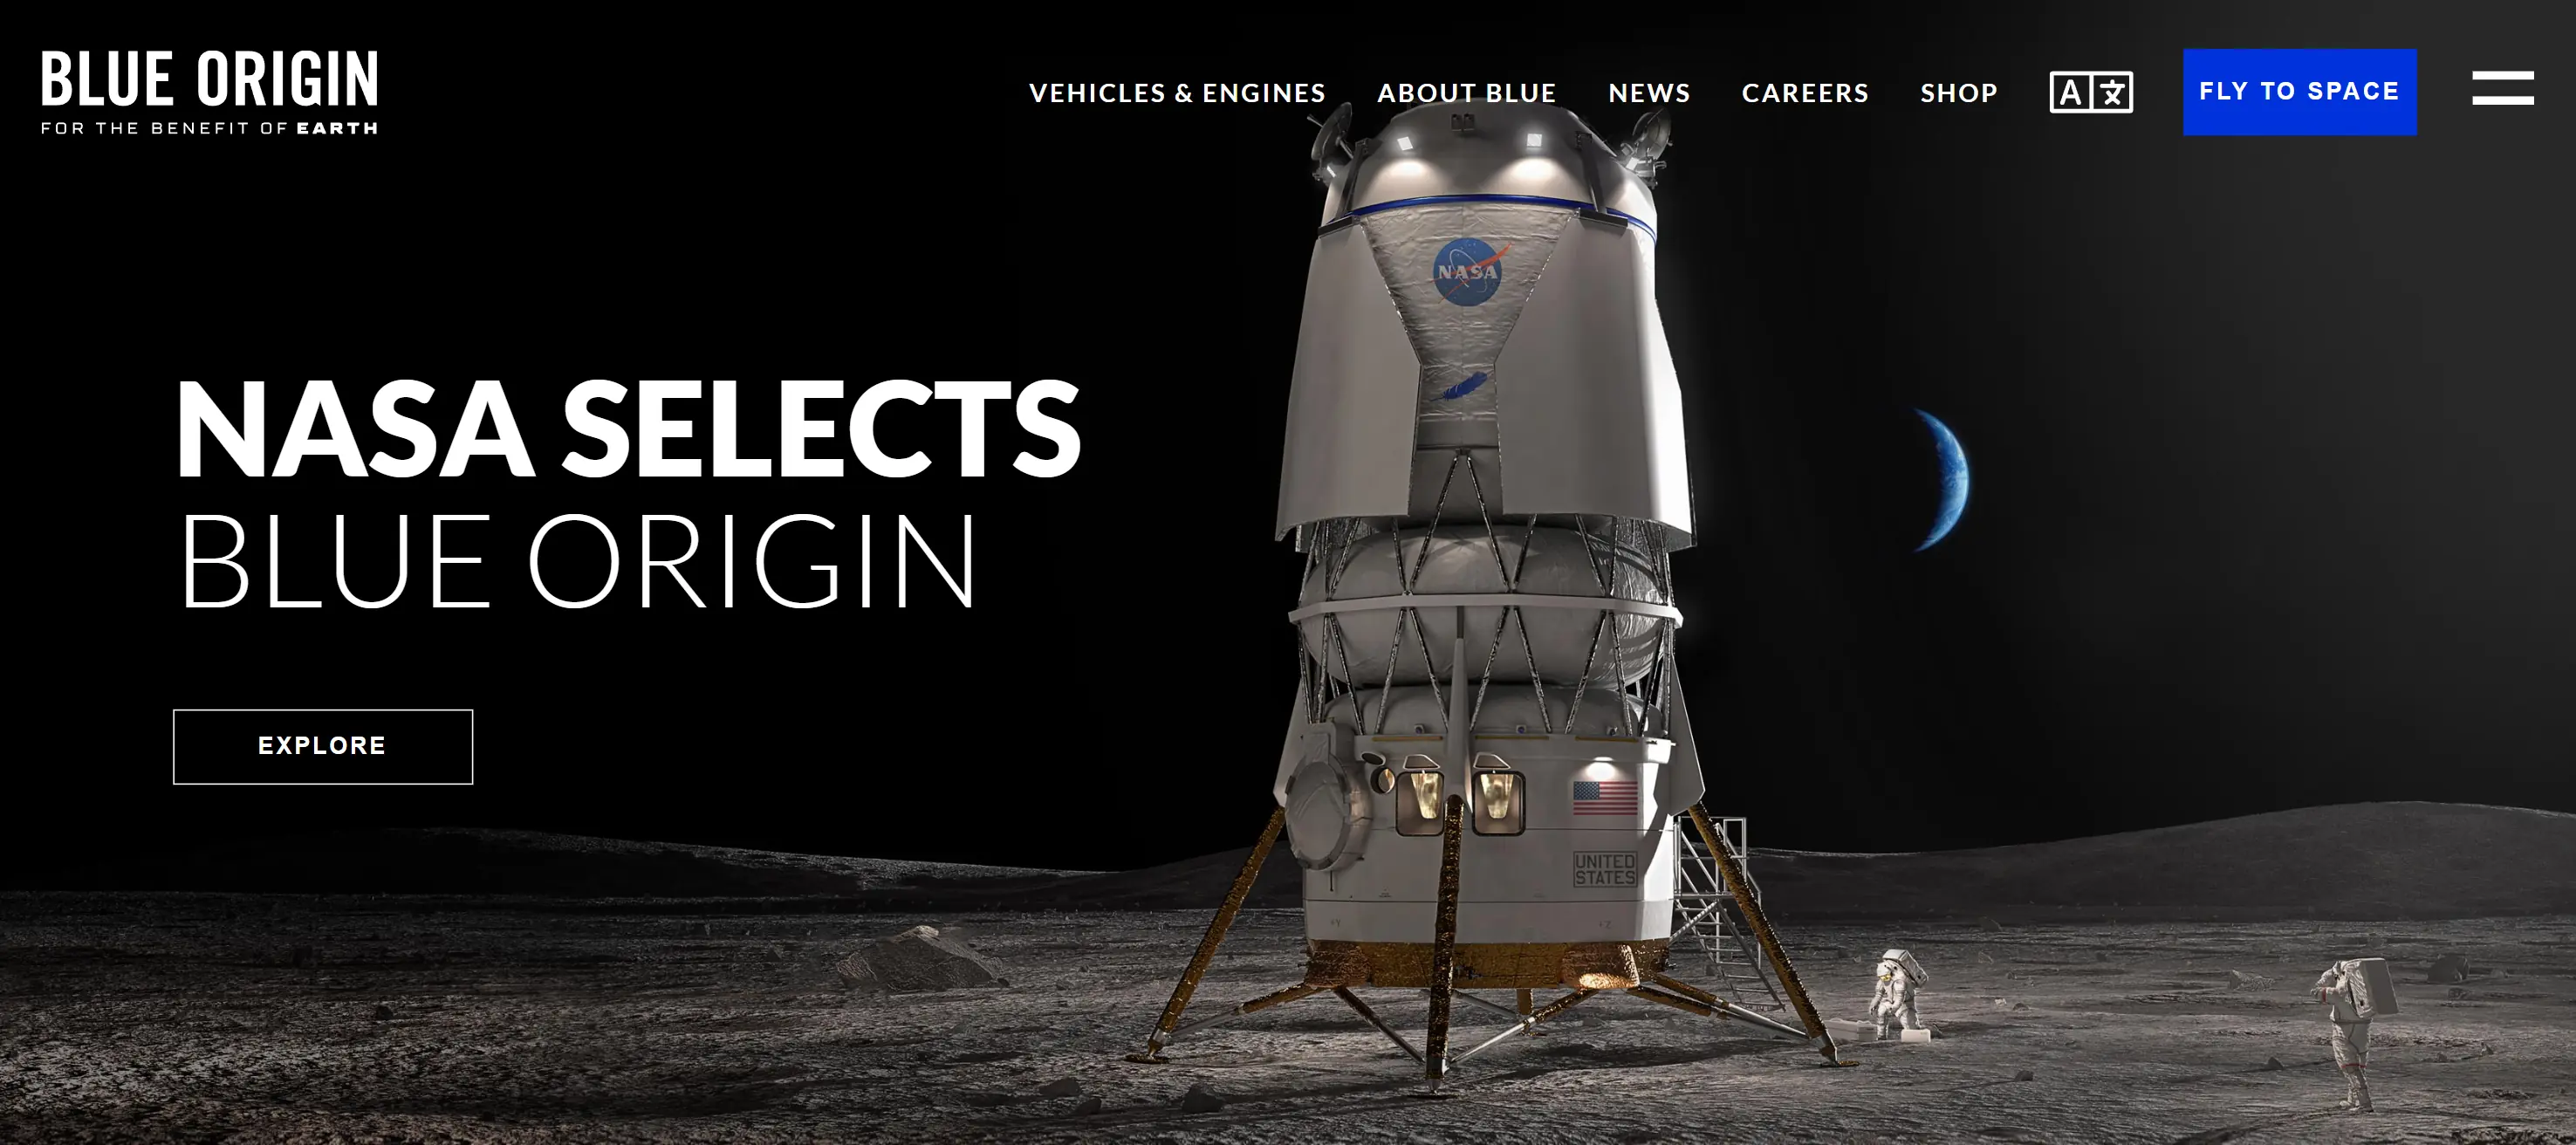 BLUE ORIGIN
FOR THE BENEFIT OF EARTH
VEHICLES & ENGINES ABOUT BLUE NEWS CAREERS SHOP A 文 FLY TO SPACE
NASA
NASA SELECTS
BLUE ORIGIN
EXPLORE
UNITED
STATES
+Y +Z